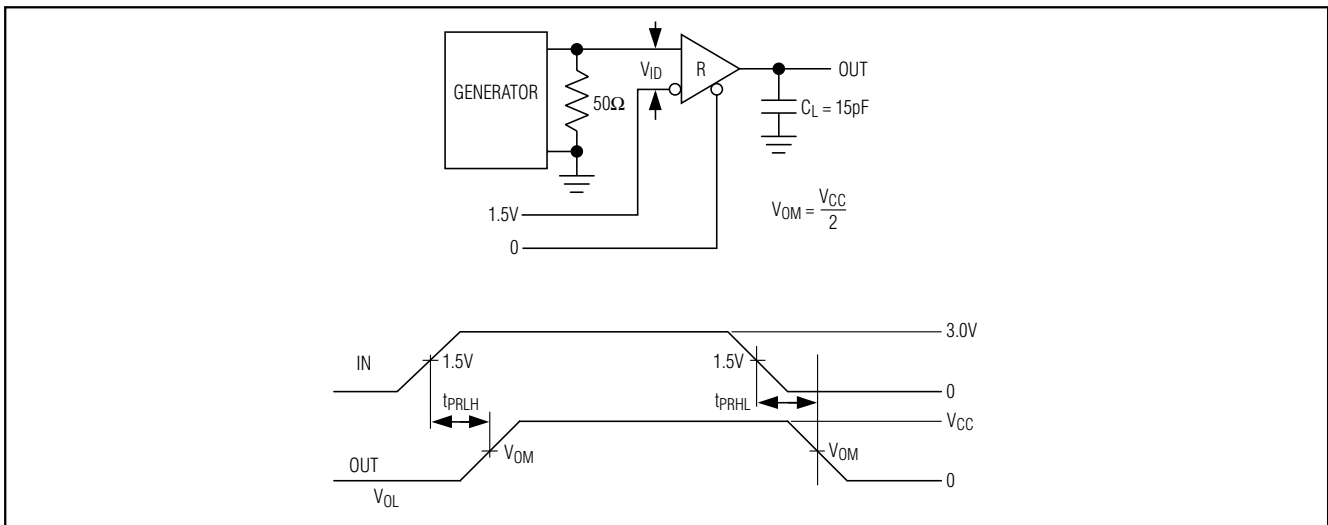 GENERATOR
50Ω
V_ID
R
OUT
C_L = 15pF
1.5V
0
V_OM = V_CC / 2
3.0V
IN
1.5V
1.5V
0
t_PRLH
t_PRHL
V_CC
OUT
V_OM
V_OM
V_OL
0